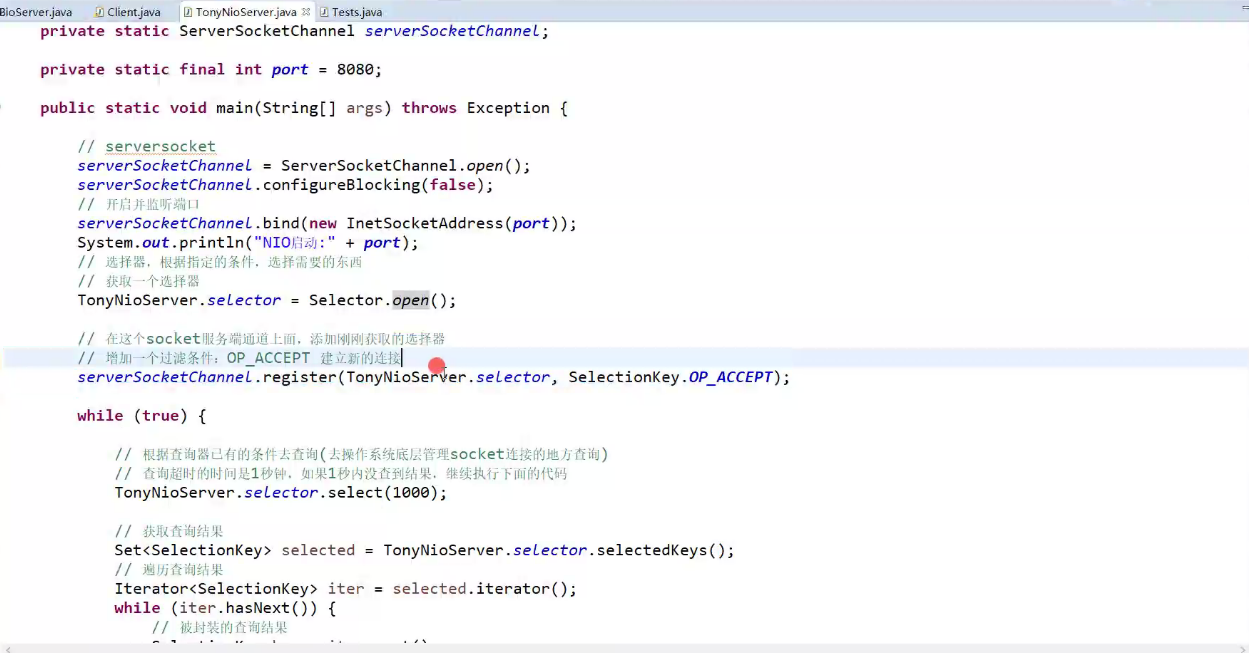 BioServer.java Client.java TonyNioServer.java Tests.java
private static ServerSocketChannel serverSocketChannel;
private static final int port = 8080;
public static void main(String[] args) throws Exception {
// serversocket
serverSocketChannel = ServerSocketChannel.open();
serverSocketChannel.configureBlocking(false);
// 开启并监听端口
serverSocketChannel.bind(new InetSocketAddress(port));
System.out.println("NIO启动:" + port);
// 选择器，根据指定的条件，选择需要的东西
// 获取一个选择器
TonyNioServer.selector = Selector.open();
// 在这个socket服务端通道上面，添加刚刚获取的选择器
// 增加一个过滤条件：OP_ACCEPT 建立新的连接
serverSocketChannel.register(TonyNioServer.selector, SelectionKey.OP_ACCEPT);
while (true) {
// 根据查询器已有的条件去查询(去操作系统底层管理socket连接的地方查询)
// 查询超时的时间是1秒钟，如果1秒内没查到结果，继续执行下面的代码
TonyNioServer.selector.select(1000);
// 获取查询结果
Set<SelectionKey> selected = TonyNioServer.selector.selectedKeys();
// 遍历查询结果
Iterator<SelectionKey> iter = selected.iterator();
while (iter.hasNext()) {
// 被封装的查询结果